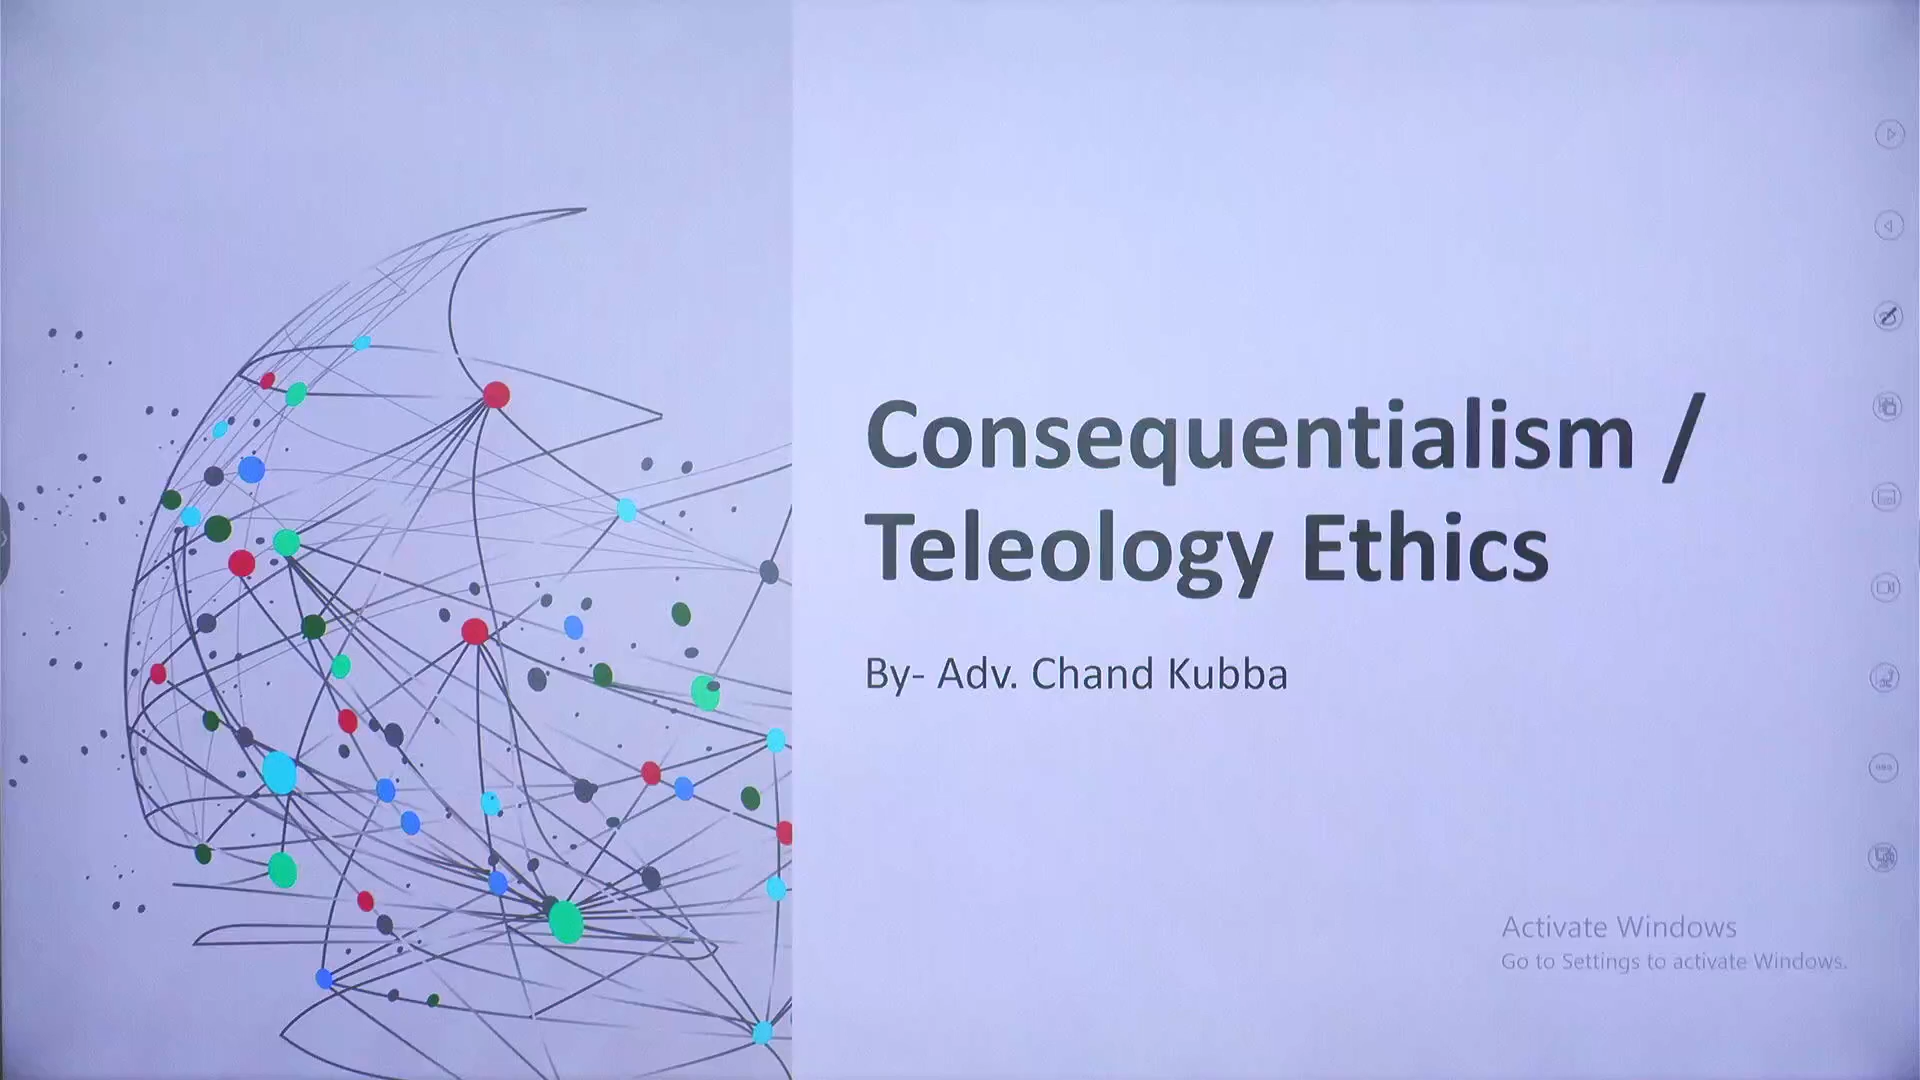 Consequentialism /
Teleology Ethics
By- Adv. Chand Kubba
Activate Windows
Go to Settings to activate Windows.